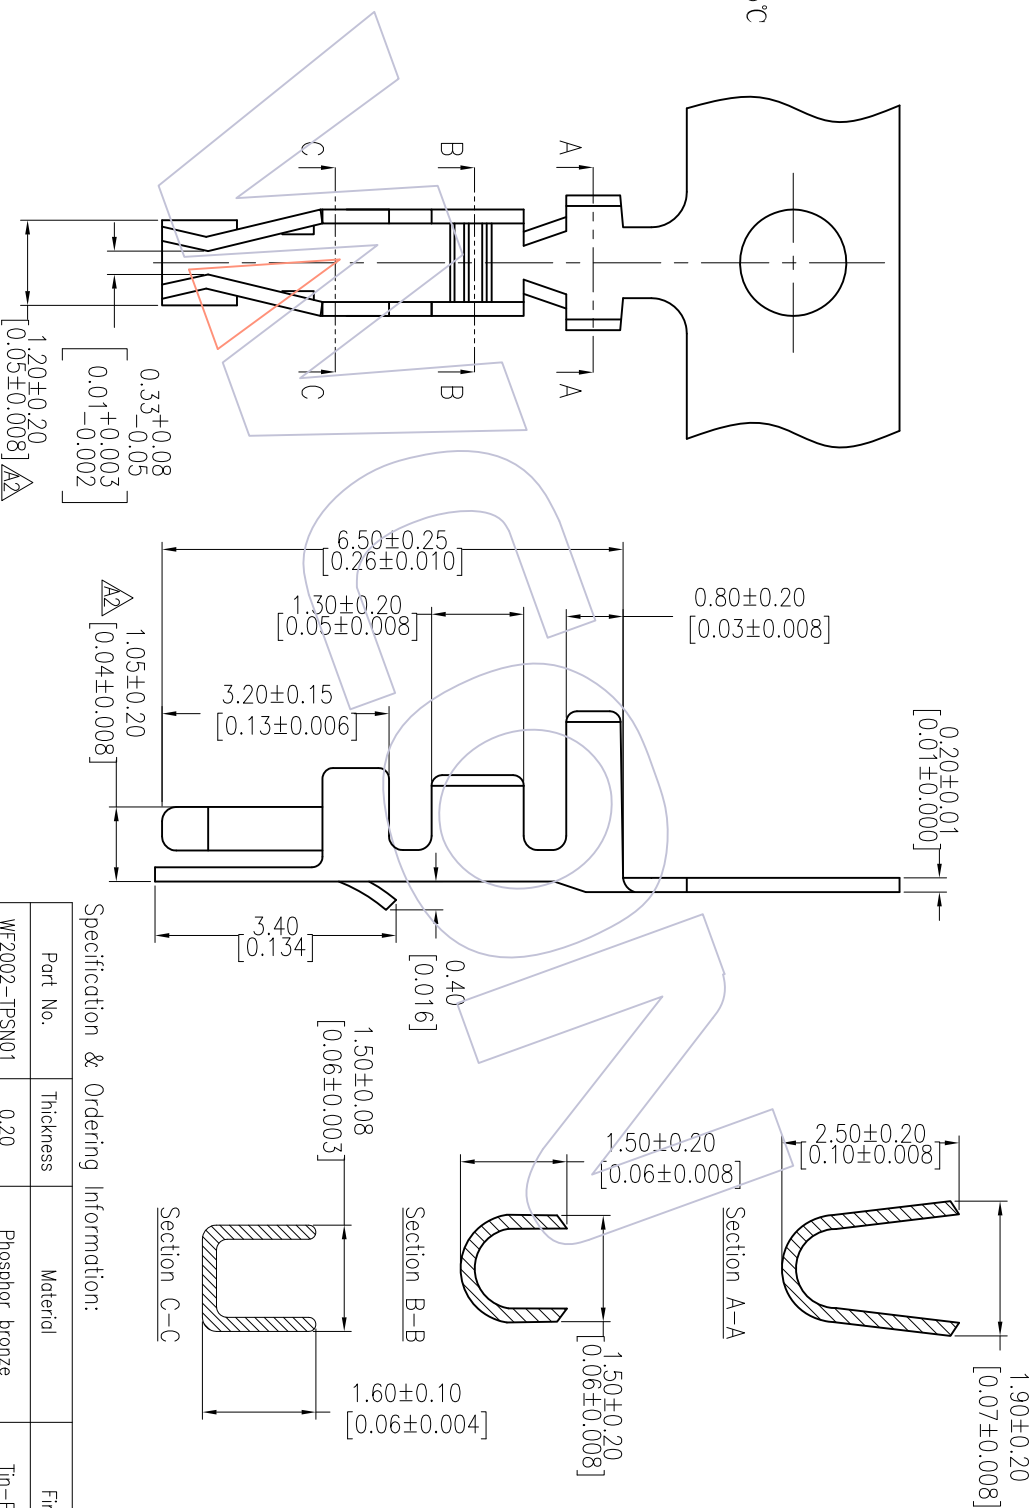 ℃
A
B
C
A
B
C
1.20±0.20
[0.05±0.008]
A2
0.33+0.08
-0.05
[0.01+0.003
-0.002]
6.50±0.25
[0.26±0.010]
1.30±0.20
[0.05±0.008]
0.80±0.20
[0.03±0.008]
3.20±0.15
[0.13±0.006]
1.05±0.20
A2 [0.04±0.008]
0.20±0.01
[0.01±0.000]
3.40
[0.134]
0.40
[0.016]
1.50±0.08
[0.06±0.003]
1.50±0.20
[0.06±0.008]
2.50±0.20
[0.10±0.008]
1.90±0.20
[0.07±0.008]
Section A-A
1.50±0.20
[0.06±0.008]
Section B-B
1.60±0.10
[0.06±0.004]
Section C-C
Specification & Ordering Information:
Part No. Thickness Material
WF2002-TPSN01 0.20 Phosphor bronze
WCON